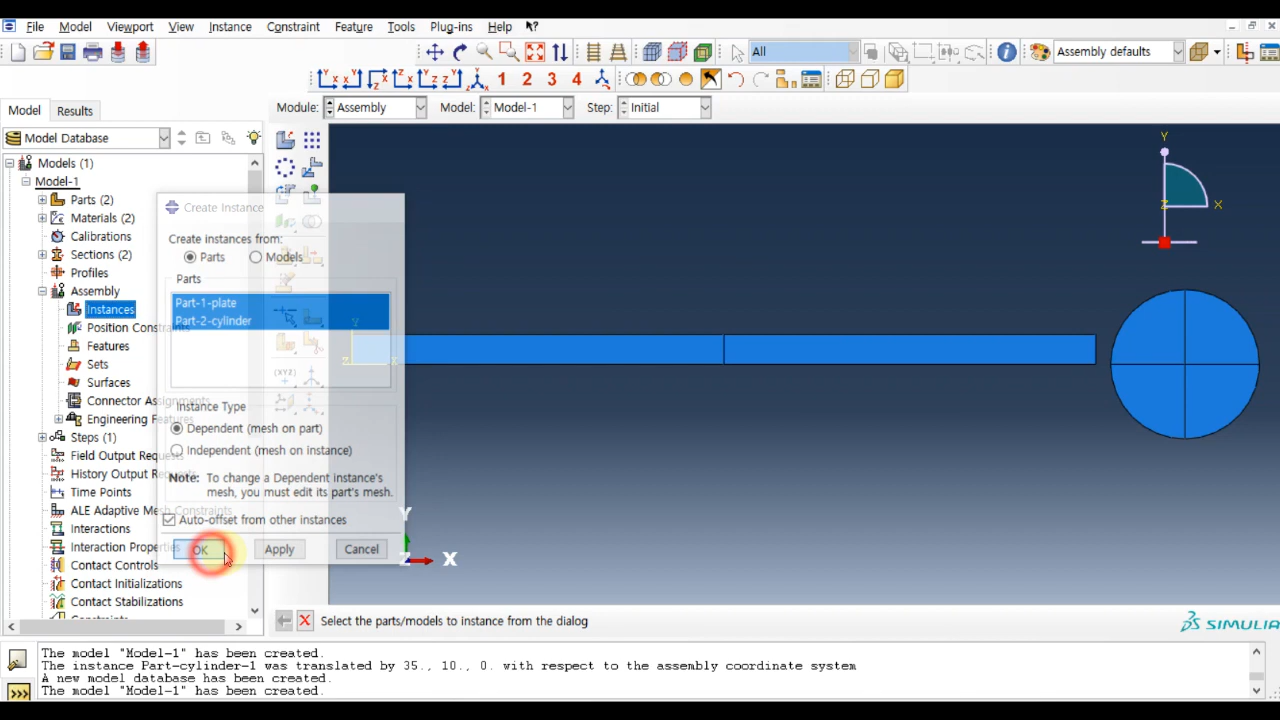 File Model Viewport View Instance Constraint Feature Tools Plug-ins Help
All Assembly defaults
1 2 3 4
Model Results Module: Assembly Model: Model-1 Step: Initial
Model Database
Models (1)
Model-1
Parts (2)
Materials (2)
Calibrations
Sections (2)
Profiles
Assembly
Instances
Position Constraints
Features
Sets
Surfaces
Connector Assignments
Engineering Features
Steps (1)
Field Output Requests
History Output Requests
Time Points
ALE Adaptive Mesh Constraints
Interactions
Interaction Properties
Contact Controls
Contact Initializations
Contact Stabilizations
Create Instance
Create instances from:
Parts Models
Parts
Part-1-plate
Part-2-cylinder
Instance Type
Dependent (mesh on part)
Independent (mesh on instance)
Note: To change a Dependent instance's
mesh, you must edit its part's mesh.
Auto-offset from other instances
OK Apply Cancel
(XYZ)
Y
Z X
Y
Z X
Y
Z X
Select the parts/models to instance from the dialog
SIMULIA
The model "Model-1" has been created.
The instance Part-cylinder-1 was translated by 35., 10., 0. with respect to the assembly coordinate system
A new model database has been created.
The model "Model-1" has been created.